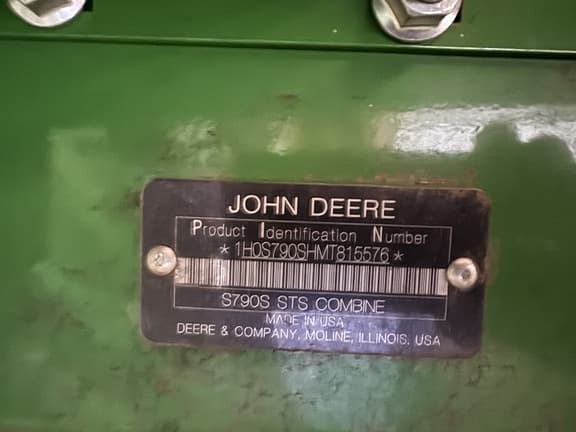 JOHN DEERE
Product Identification Number
*1H0S790SHMT815576*
S790S STS COMBINE
MADE IN USA
DEERE & COMPANY, MOLINE, ILLINOIS, USA